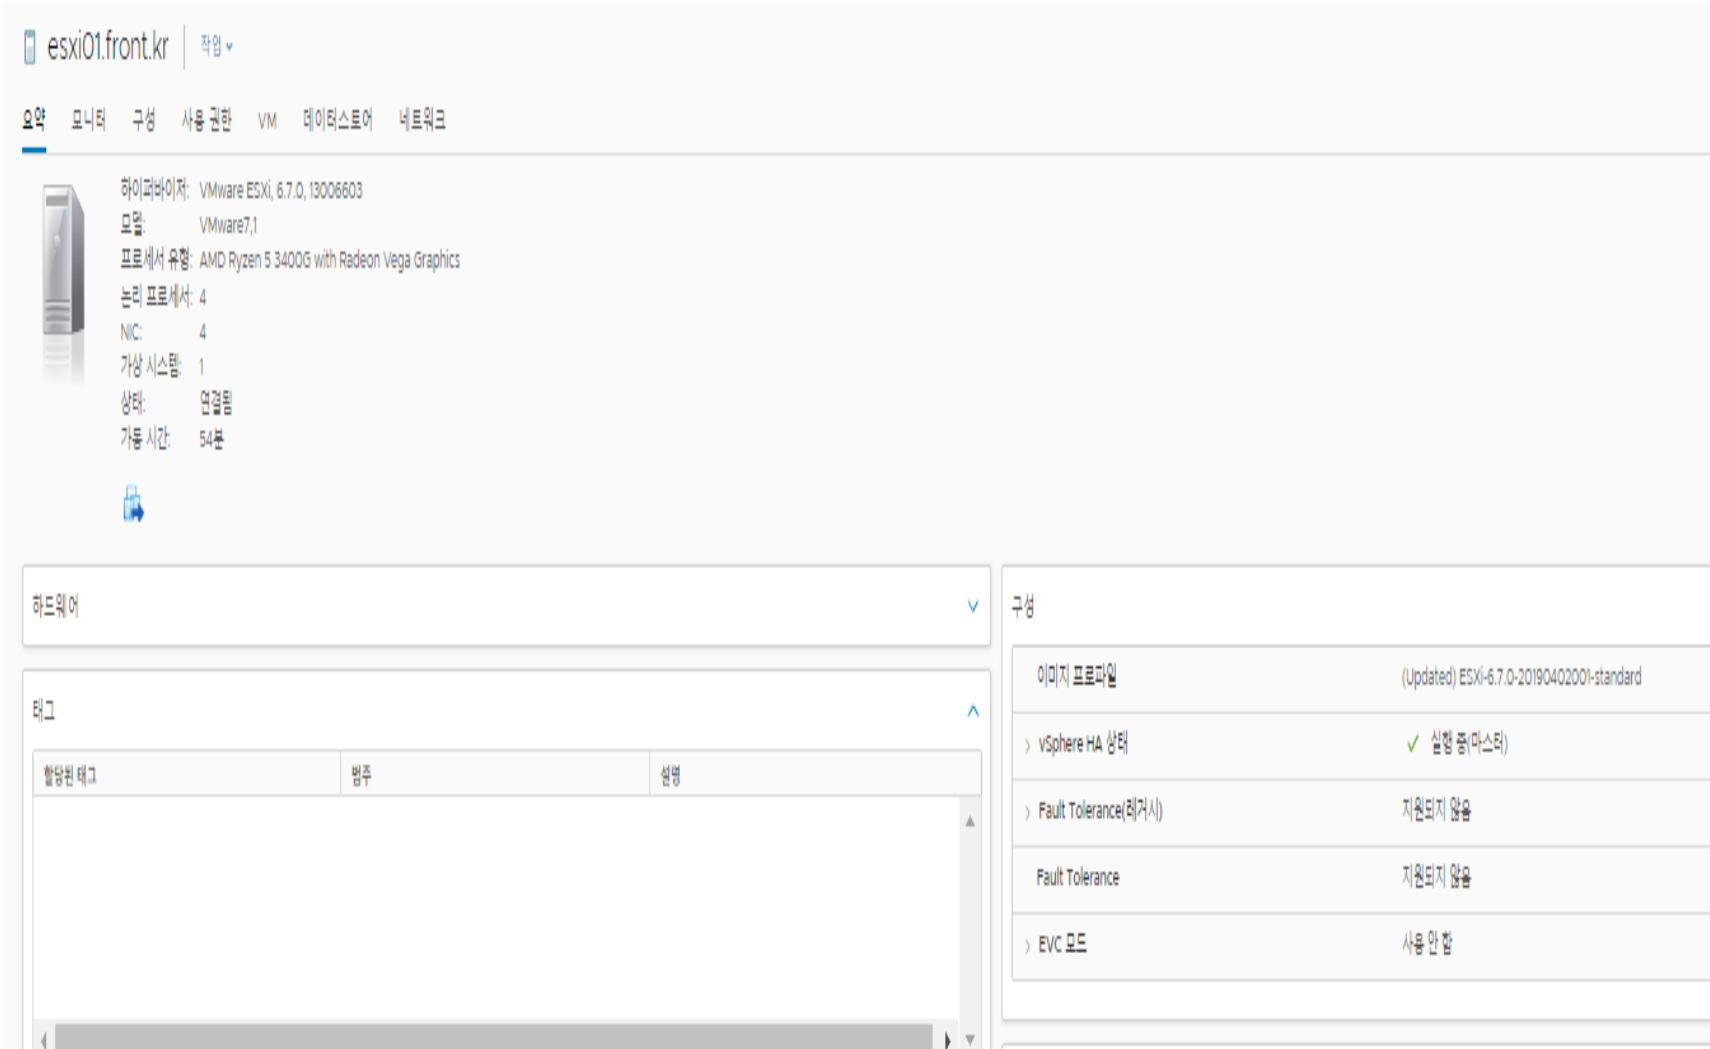 esxi01.front.kr 작업
요약 모니터 구성 사용 권한 VM 데이터스토어 네트워크
하이퍼바이저: VMware ESXi, 6.7.0, 13006603
모델: VMware7,1
프로세서 유형: AMD Ryzen 5 3400G with Radeon Vega Graphics
논리 프로세서: 4
NIC: 4
가상 시스템: 1
상태: 연결됨
가동 시간: 54분
하드웨어
태그
할당된 태그 범주 설명
구성
이미지 프로파일 (Updated) ESXi-6.7.0-20190402001-standard
vSphere HA 상태 실행 중(마스터)
Fault Tolerance(레거시) 지원되지 않음
Fault Tolerance 지원되지 않음
EVC 모드 사용 안 함